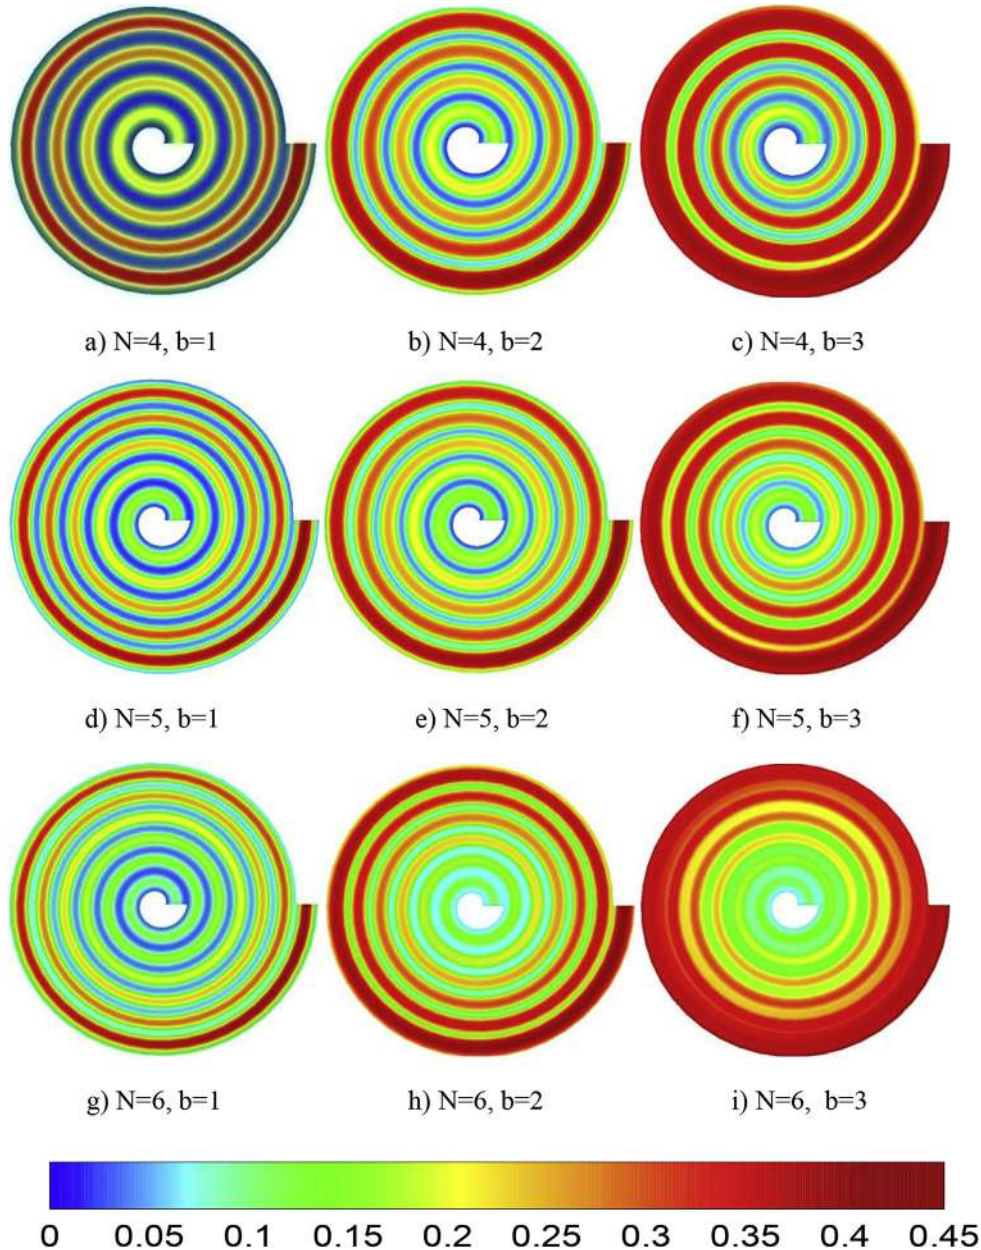 a) N=4, b=1 b) N=4, b=2 c) N=4, b=3
d) N=5, b=1 e) N=5, b=2 f) N=5, b=3
g) N=6, b=1 h) N=6, b=2 i) N=6, b=3
0 0.05 0.1 0.15 0.2 0.25 0.3 0.35 0.4 0.45